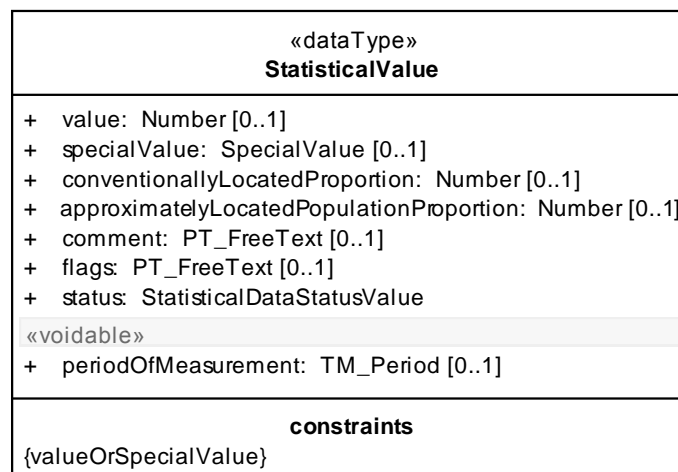 «dataType»
StatisticalValue
+ value: Number [0..1]
+ specialValue: SpecialValue [0..1]
+ conventionallyLocatedProportion: Number [0..1]
+ approximatelyLocatedPopulationProportion: Number [0..1]
+ comment: PT_FreeText [0..1]
+ flags: PT_FreeText [0..1]
+ status: StatisticalDataStatusValue
«voidable»
+ periodOfMeasurement: TM_Period [0..1]
constraints
{valueOrSpecialValue}